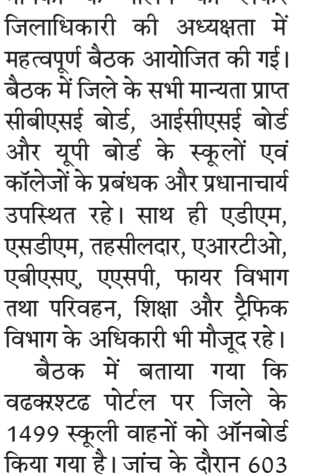 जिलाधिकारी की अध्यक्षता में
महत्वपूर्ण बैठक आयोजित की गई।
बैठक में जिले के सभी मान्यता प्राप्त
सीबीएसई बोर्ड, आईसीएसई बोर्ड
और यूपी बोर्ड के स्कूलों एवं
कॉलेजों के प्रबंधक और प्रधानाचार्य
उपस्थित रहे। साथ ही एडीएम,
एसडीएम, तहसीलदार, एआरटीओ,
एबीएसए, एएसपी, फायर विभाग
तथा परिवहन, शिक्षा और ट्रैफिक
विभाग के अधिकारी भी मौजूद रहे।
बैठक में बताया गया कि
वढक्रश्टढ पोर्टल पर जिले के
1499 स्कूली वाहनों को ऑनबोर्ड
किया गया है। जांच के दौरान 603